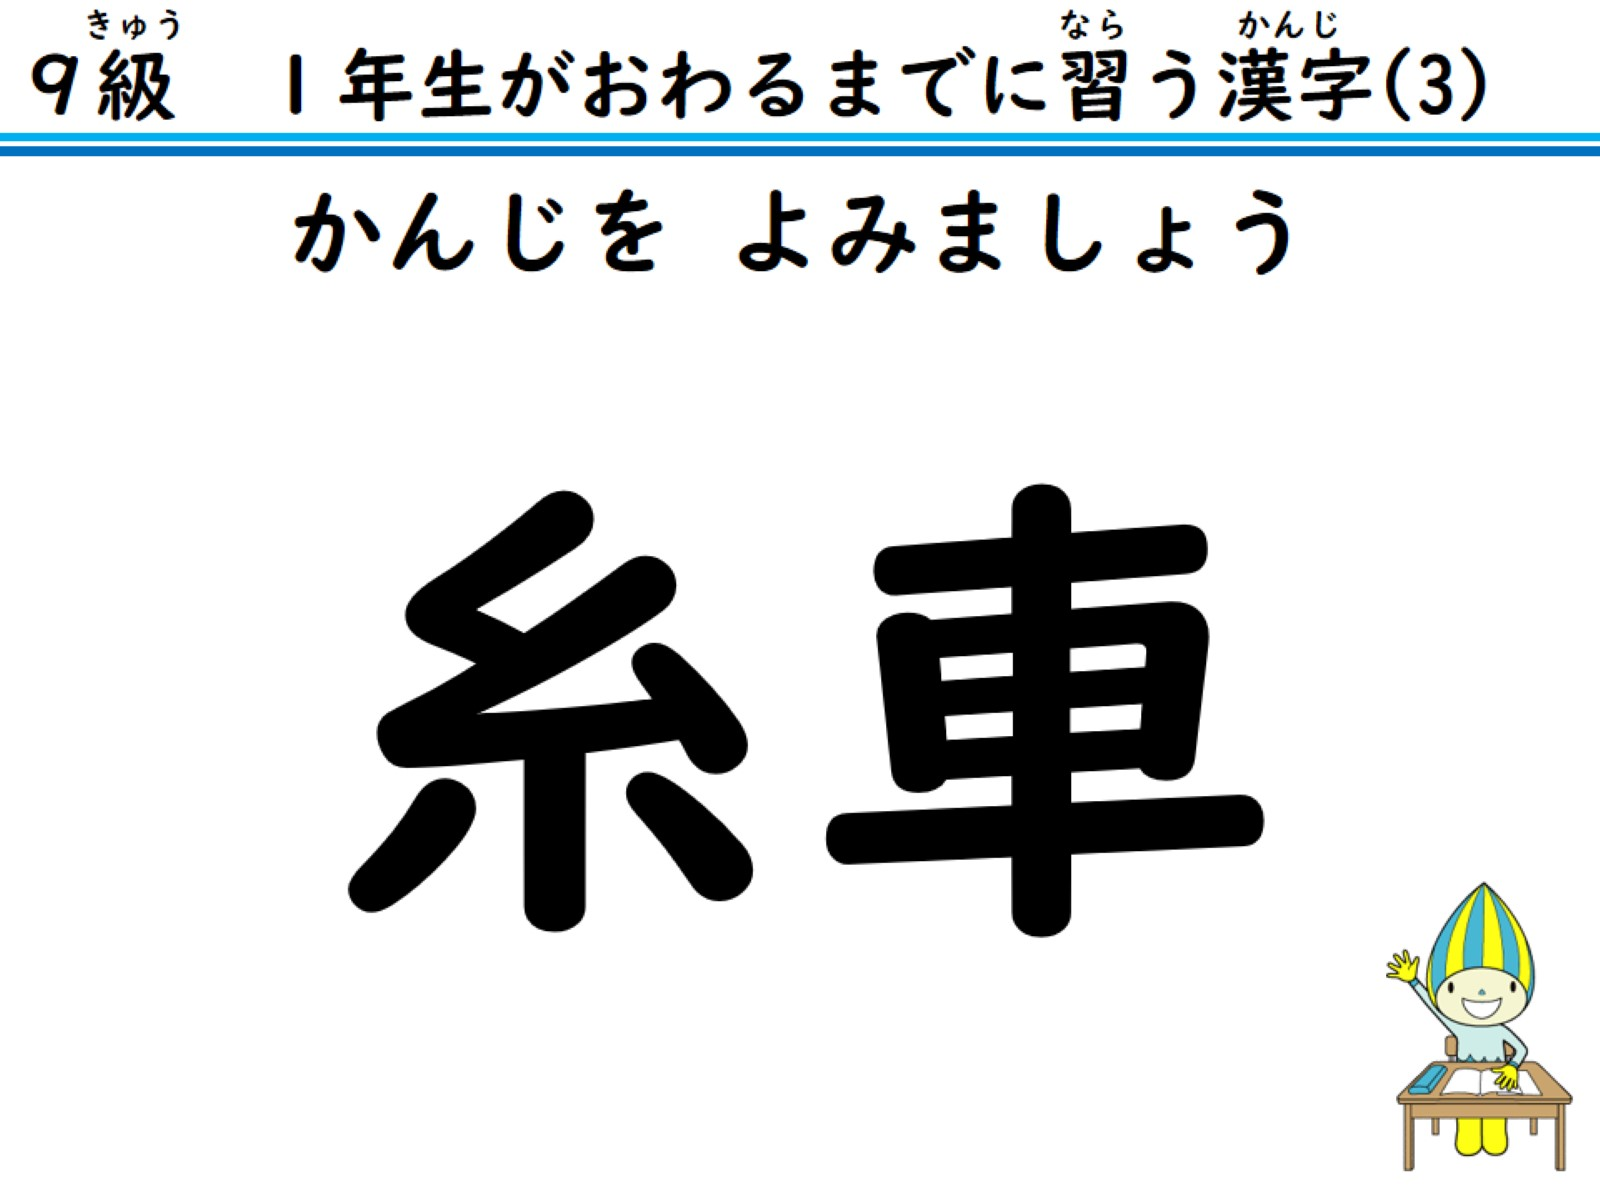 きゅう なら かんじ
9級 1年生がおわるまでに習う漢字(3)
かんじを よみましょう
糸車